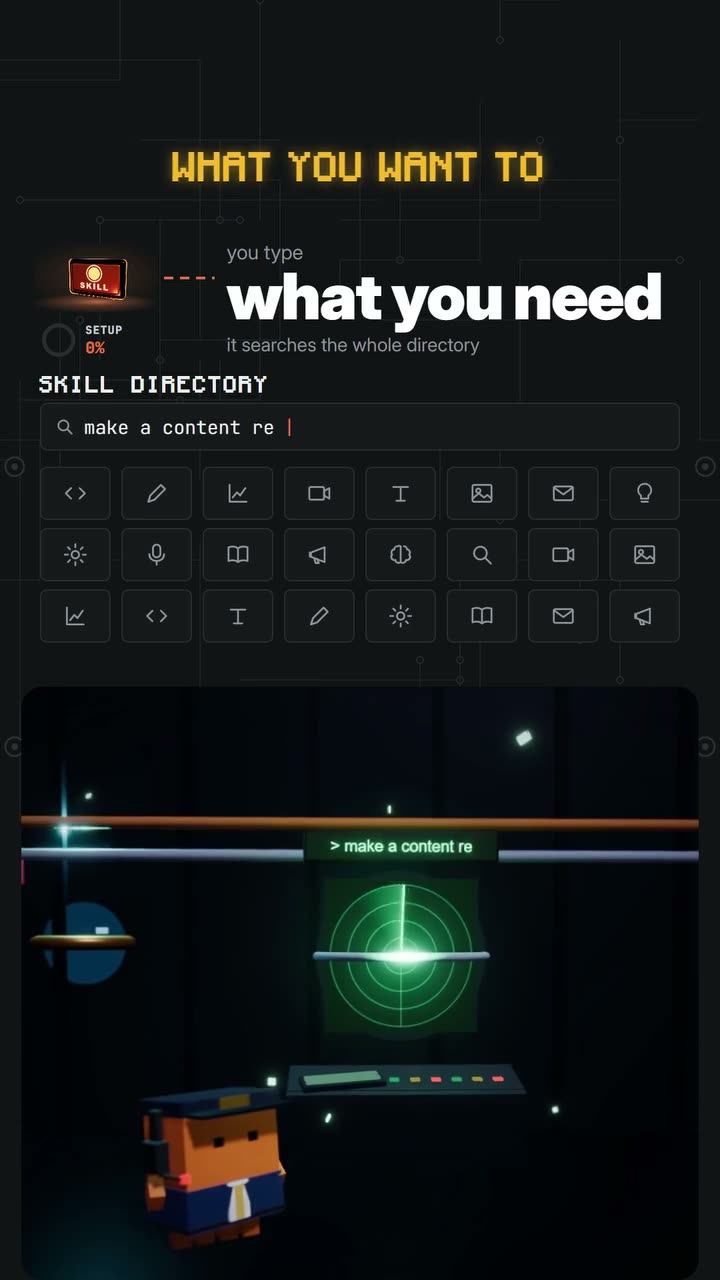 WHAT YOU WANT TO
you type
what you need
it searches the whole directory
SKILL
SETUP
0%
SKILL DIRECTORY
make a content re
> make a content re